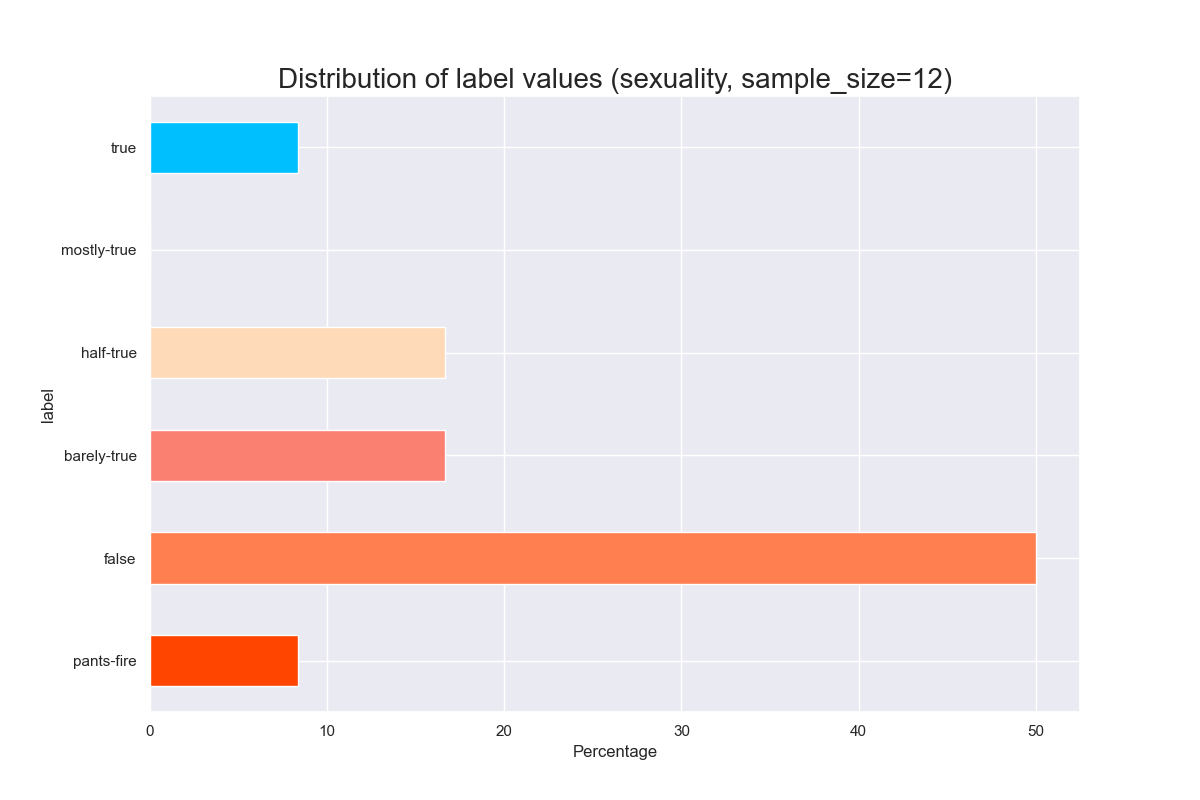 Distribution of label values (sexuality, sample_size=12)
true
mostly-true
half-true
barely-true
false
pants-fire
label
0 10 20 30 40 50
Percentage